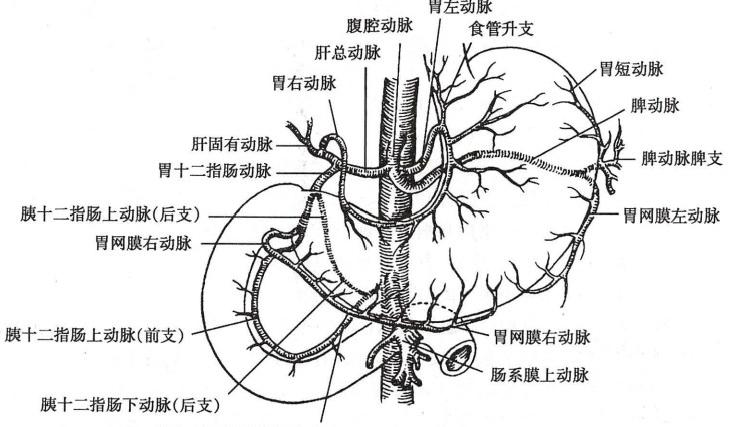 胃左动脉
腹腔动脉
食管升支
肝总动脉
胃右动脉
胃短动脉
脾动脉
肝固有动脉
脾动脉脾支
胃十二指肠动脉
胰十二指肠上动脉(后支)
胃网膜左动脉
胃网膜右动脉
胰十二指肠上动脉(前支)
胃网膜右动脉
肠系膜上动脉
胰十二指肠下动脉(后支)